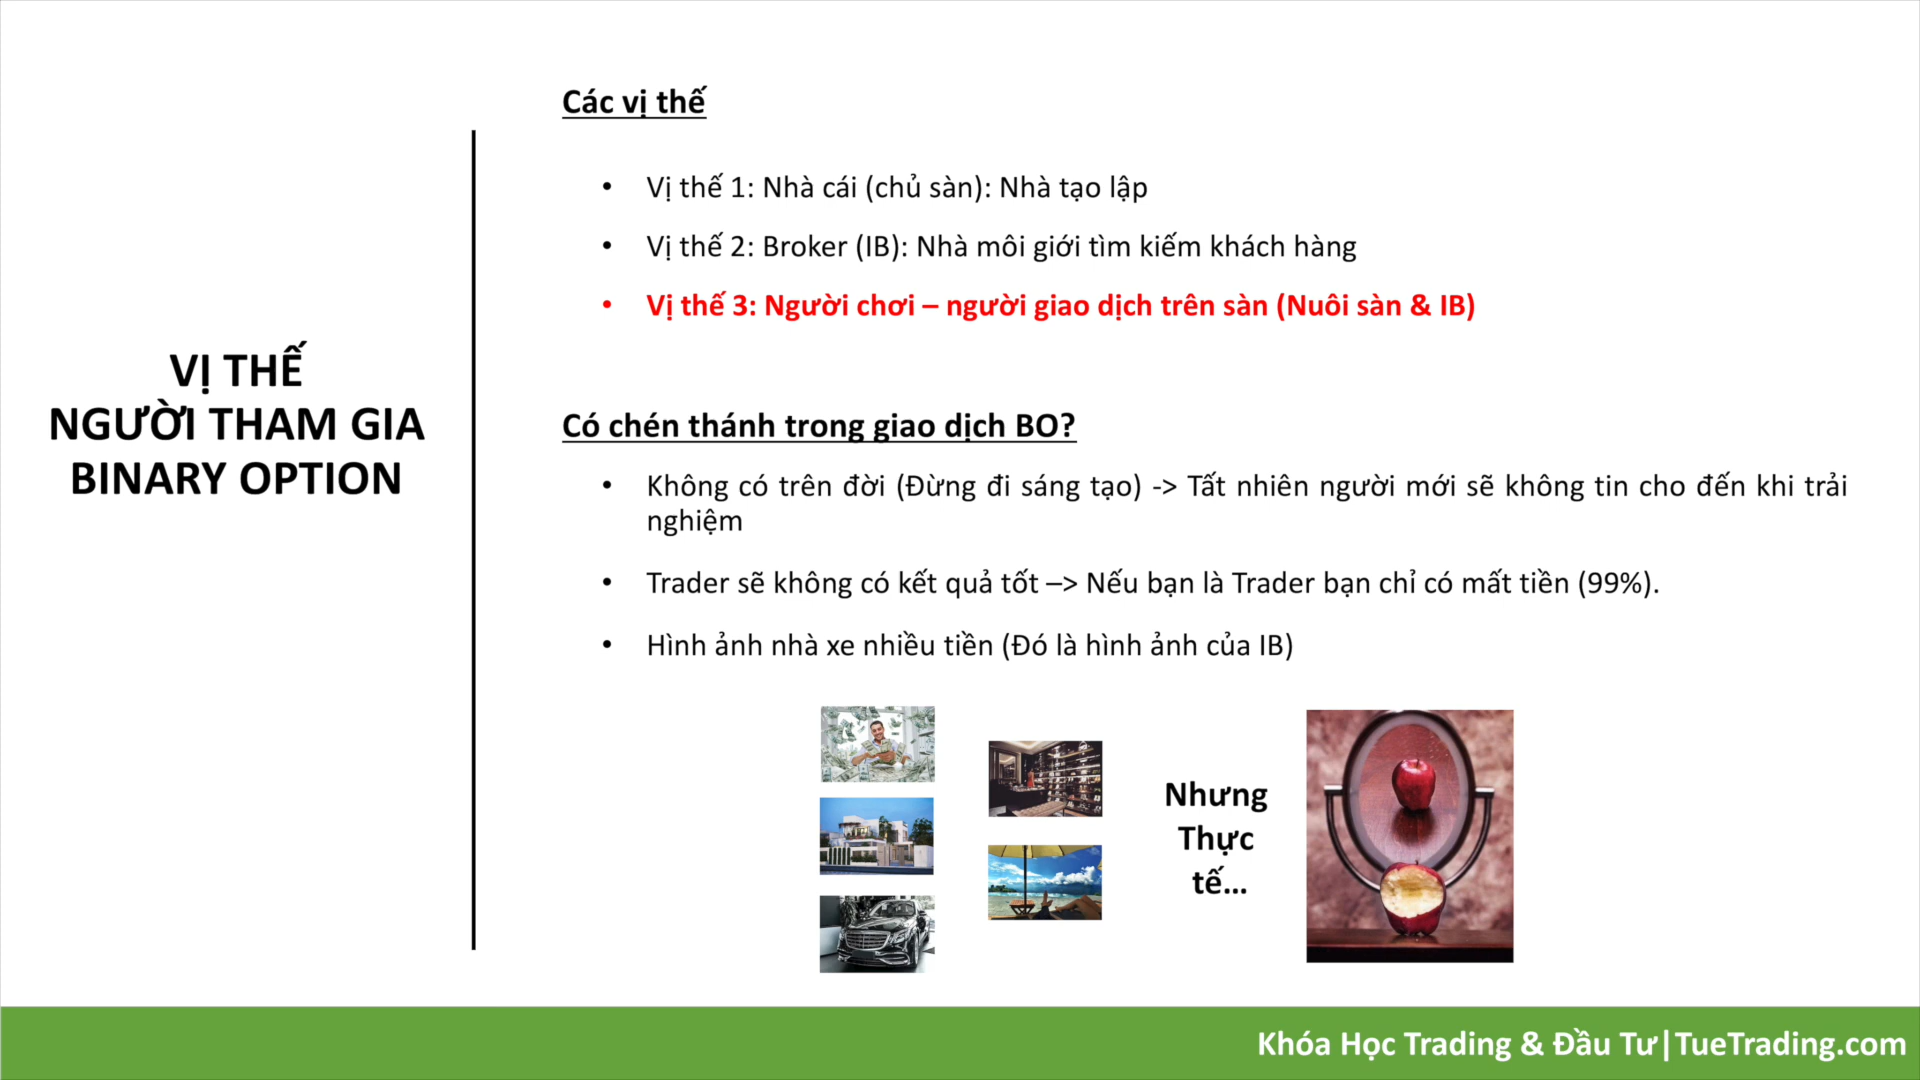 VỊ THẾ
NGƯỜI THAM GIA
BINARY OPTION
Các vị thế
• Vị thế 1: Nhà cái (chủ sàn): Nhà tạo lập
• Vị thế 2: Broker (IB): Nhà môi giới tìm kiếm khách hàng
• Vị thế 3: Người chơi – người giao dịch trên sàn (Nuôi sàn & IB)
Có chén thánh trong giao dịch BO?
• Không có trên đời (Đừng đi sáng tạo) -> Tất nhiên người mới sẽ không tin cho đến khi trải
nghiệm
• Trader sẽ không có kết quả tốt –> Nếu bạn là Trader bạn chỉ có mất tiền (99%).
• Hình ảnh nhà xe nhiều tiền (Đó là hình ảnh của IB)
Nhưng
Thực
tế...
Khóa Học Trading & Đầu Tư|TueTrading.com